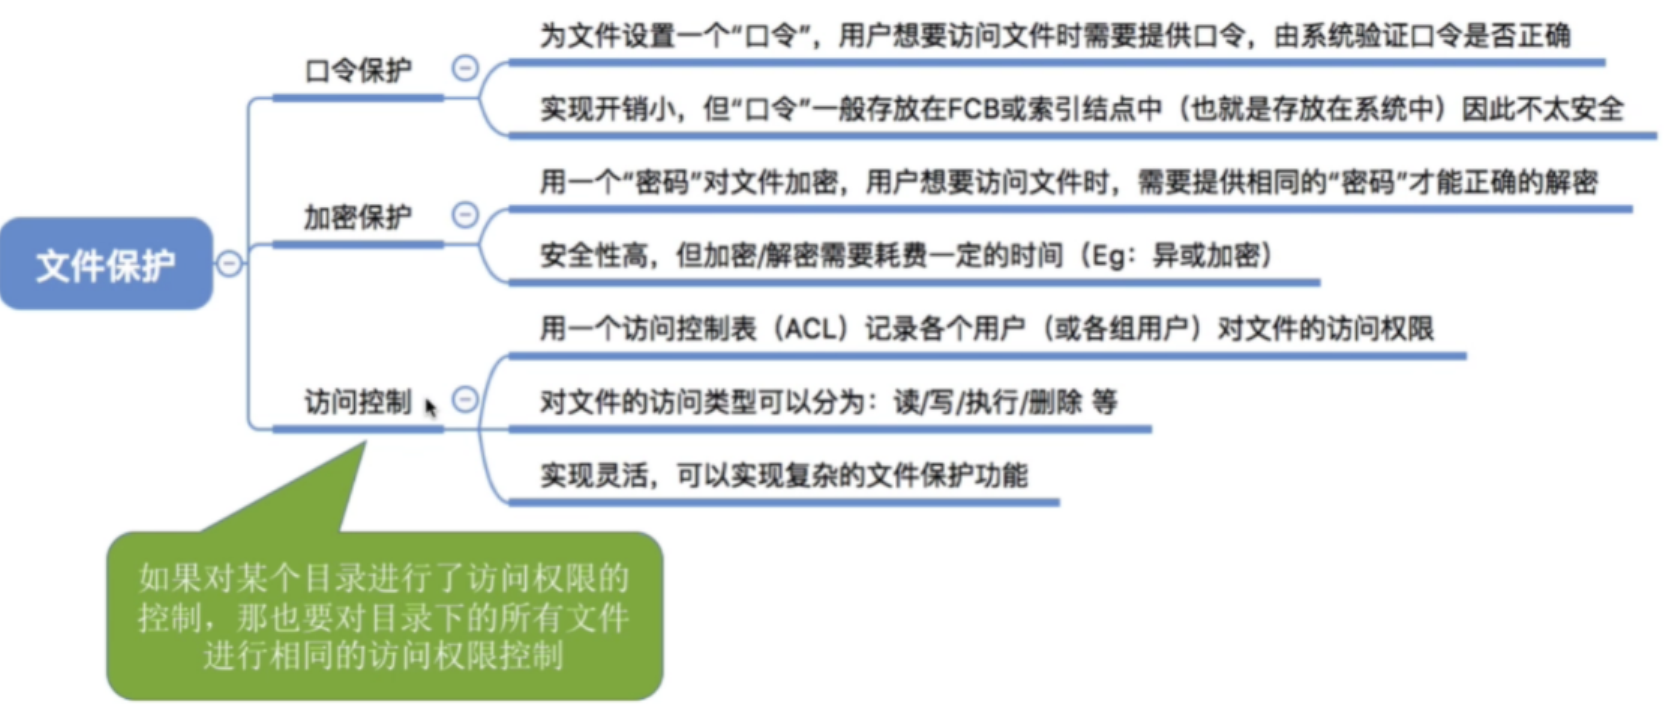 文件保护
口令保护
为文件设置一个“口令”，用户想要访问文件时需要提供口令，由系统验证口令是否正确
实现开销小，但“口令”一般存放在FCB或索引结点中（也就是存放在系统中）因此不太安全
加密保护
用一个“密码”对文件加密，用户想要访问文件时，需要提供相同的“密码”才能正确的解密
安全性高，但加密/解密需要耗费一定的时间（Eg：异或加密）
访问控制
用一个访问控制表（ACL）记录各个用户（或各组用户）对文件的访问权限
对文件的访问类型可以分为：读/写/执行/删除 等
实现灵活，可以实现复杂的文件保护功能
如果对某个目录进行了访问权限的
控制，那也要对目录下的所有文件
进行相同的访问权限控制